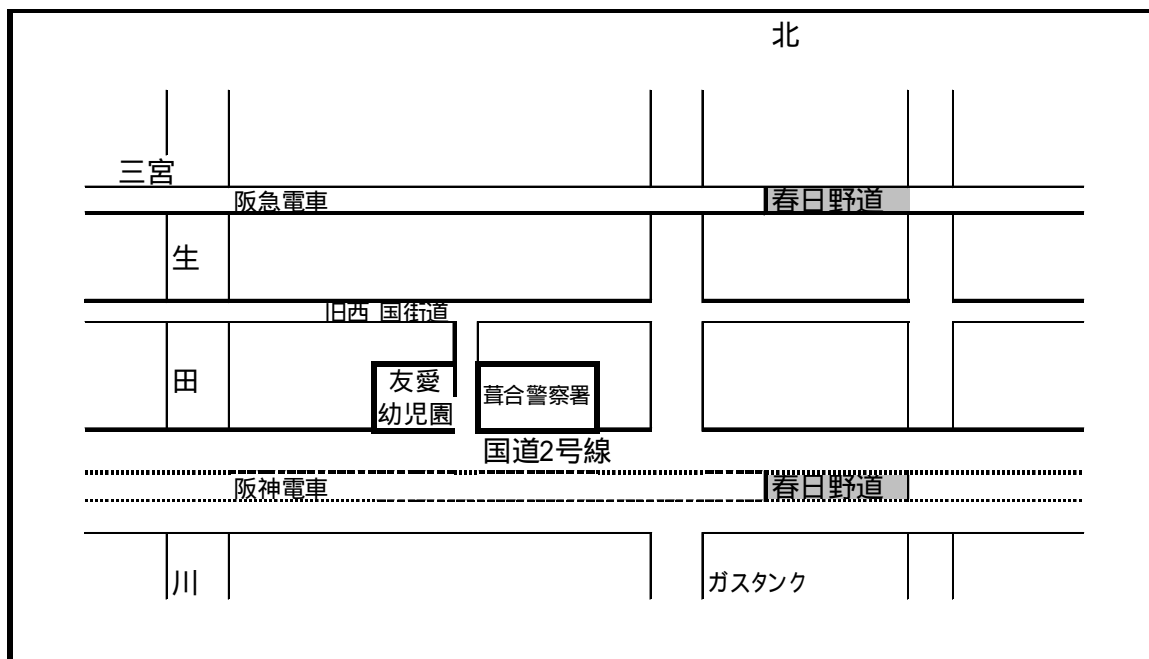 北
三宮
阪急電車
春日野道
生
旧西国街道
田
友愛
幼児園
葺合警察署
国道2号線
阪神電車
春日野道
川
ガスタンク